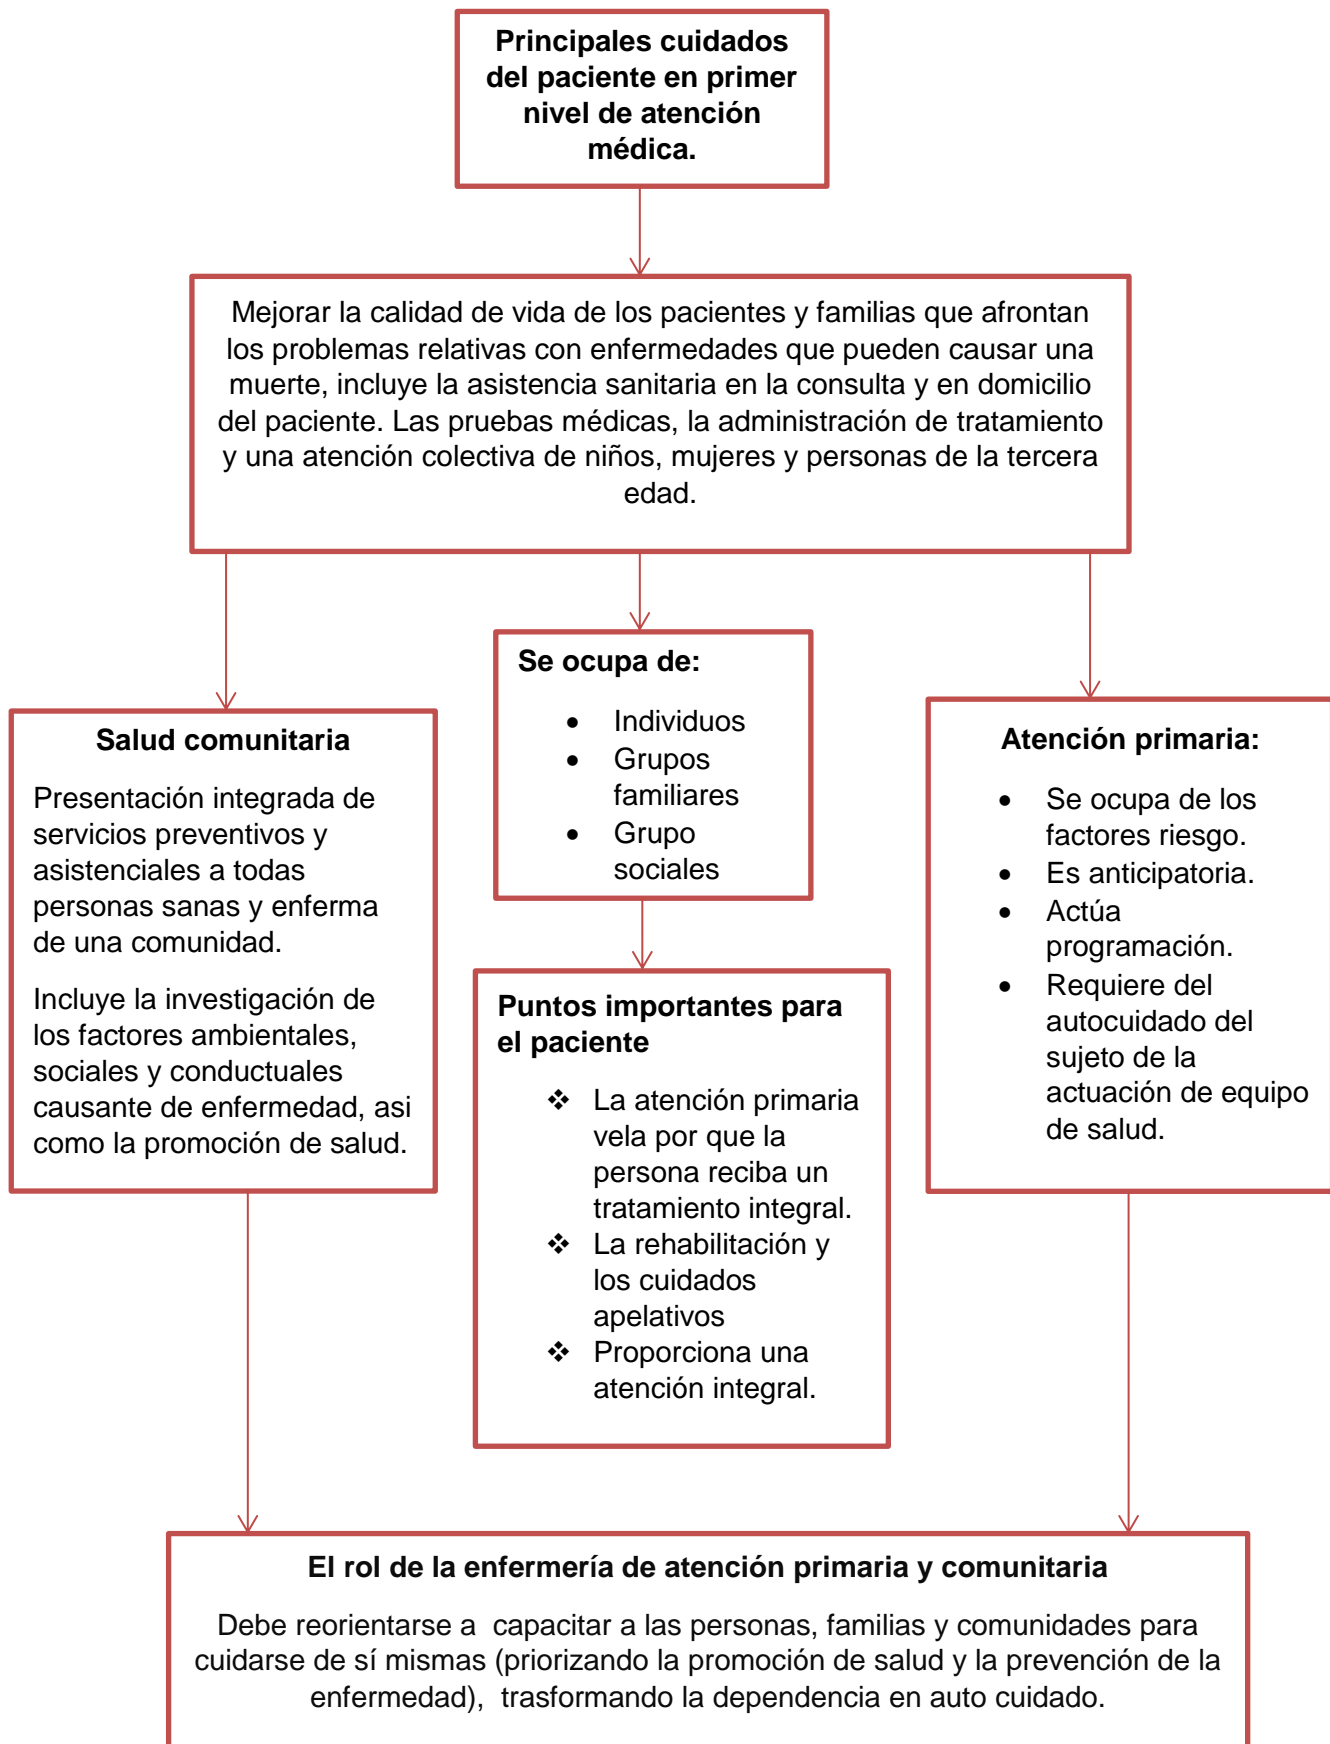 Principales cuidados
del paciente en primer
nivel de atención
médica.
Mejorar la calidad de vida de los pacientes y familias que afrontan
los problemas relativas con enfermedades que pueden causar una
muerte, incluye la asistencia sanitaria en la consulta y en domicilio
del paciente. Las pruebas médicas, la administración de tratamiento
y una atención colectiva de niños, mujeres y personas de la tercera
edad.
Salud comunitaria
Presentación integrada de
servicios preventivos y
asistenciales a todas
personas sanas y enferma
de una comunidad.
Incluye la investigación de
los factores ambientales,
sociales y conductuales
causante de enfermedad, asi
como la promoción de salud.
Se ocupa de:
• Individuos
• Grupos
familiares
• Grupo
sociales
Puntos importantes para
el paciente
❖ La atención primaria
vela por que la
persona reciba un
tratamiento integral.
❖ La rehabilitación y
los cuidados
apelativos
❖ Proporciona una
atención integral.
Atención primaria:
• Se ocupa de los
factores riesgo.
• Es anticipatoria.
• Actúa
programación.
• Requiere del
autocuidado del
sujeto de la
actuación de equipo
de salud.
El rol de la enfermería de atención primaria y comunitaria
Debe reorientarse a  capacitar a las personas, familias y comunidades para
cuidarse de sí mismas (priorizando la promoción de salud y la prevención de la
enfermedad),  trasformando la dependencia en auto cuidado.